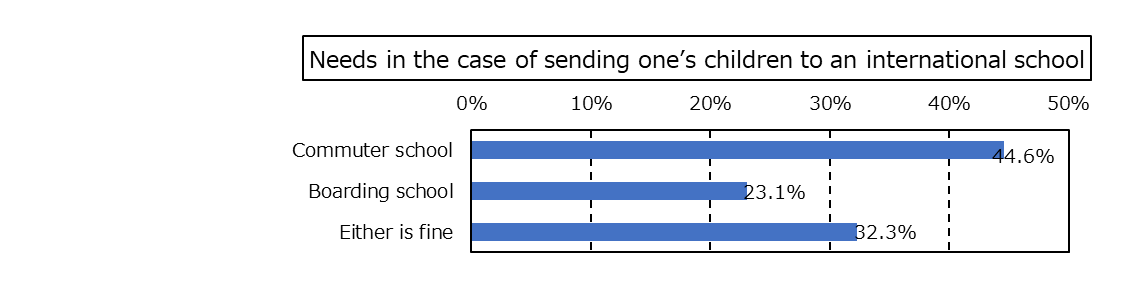 Needs in the case of sending one’s children to an international school
0% 10% 20% 30% 40% 50%
Commuter school 44.6%
Boarding school 23.1%
Either is fine 32.3%